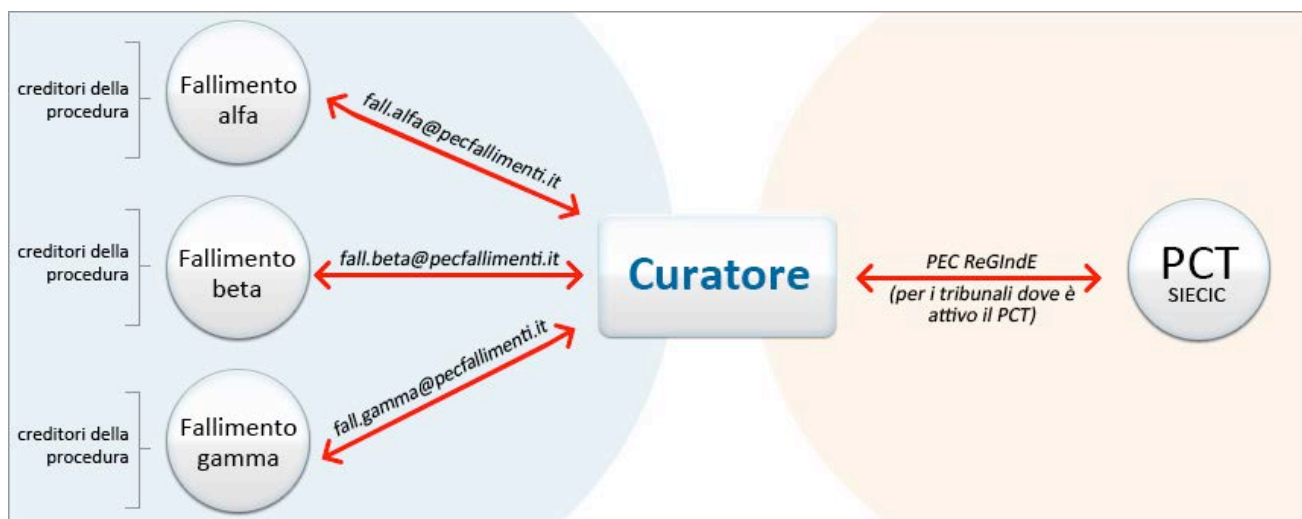 creditori della
procedura
Fallimento
alfa
fall.alfa@pecfallimenti.it
creditori della
procedura
Fallimento
beta
fall.beta@pecfallimenti.it
creditori della
procedura
Fallimento
gamma
fall.gamma@pecfallimenti.it
Curatore
PEC ReGIndE
(per i tribunali dove è
attivo il PCT)
PCT
SIECIC